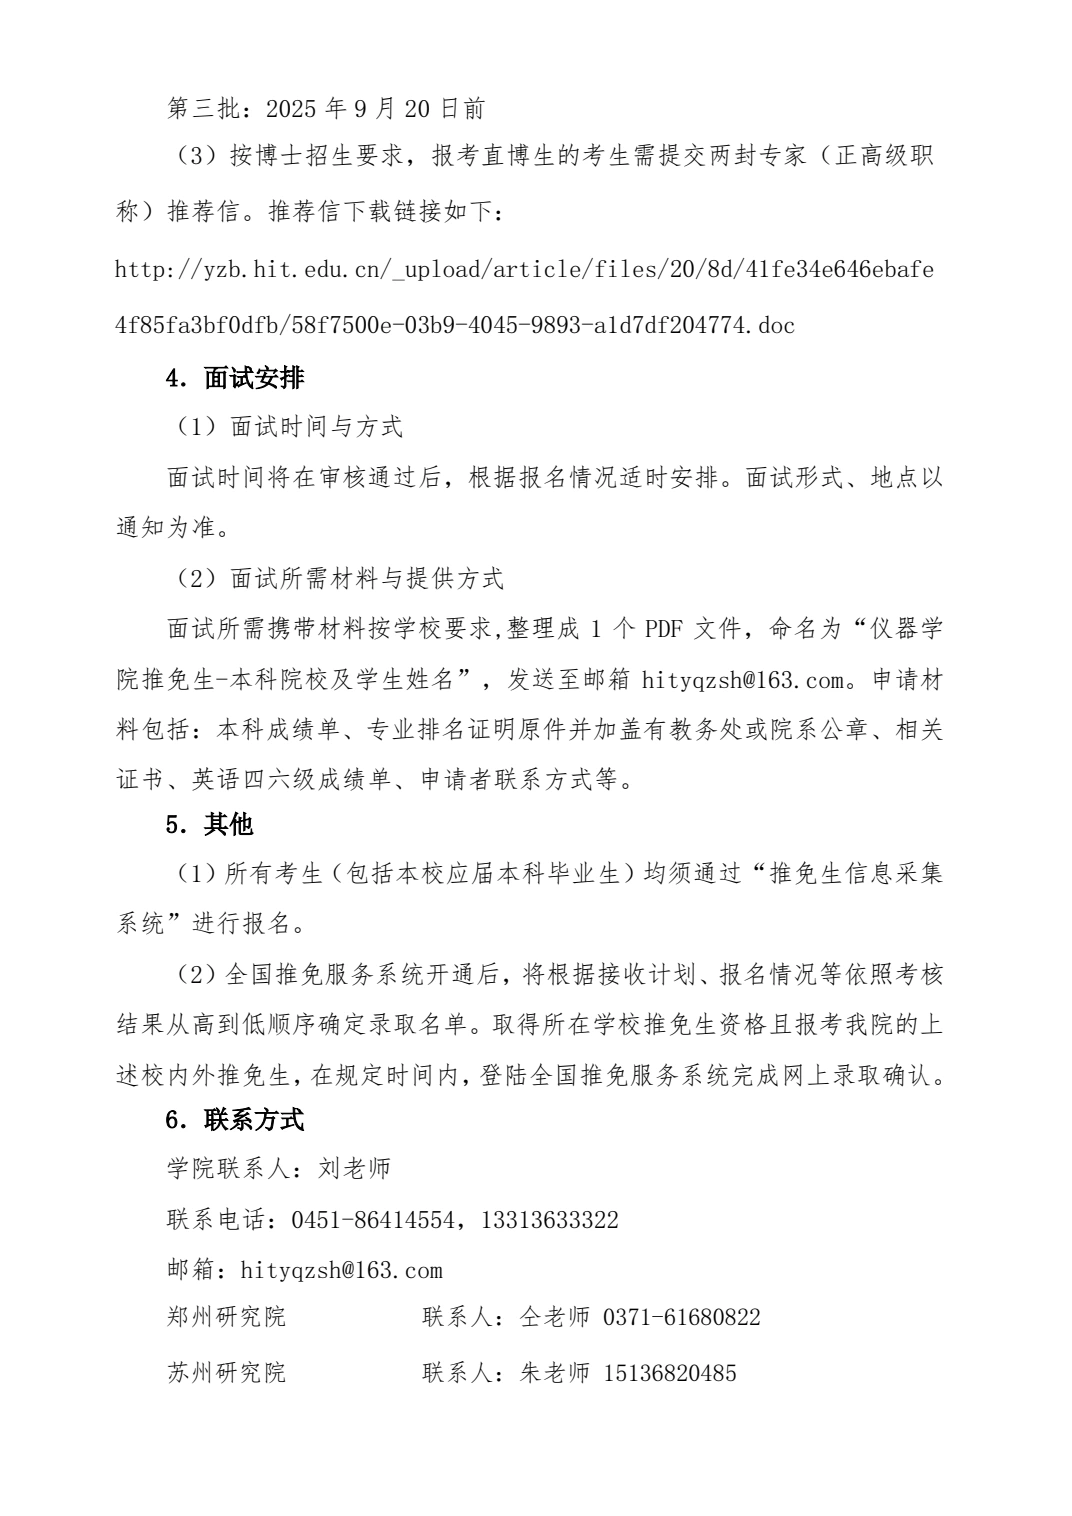 第三批：2025 年 9 月 20 日前
（3）按博士招生要求，报考直博生的考生需提交两封专家（正高级职
称）推荐信。推荐信下载链接如下：
http://yzb.hit.edu.cn/_upload/article/files/20/8d/41fe34e646ebafe
4f85fa3bf0dfb/58f7500e-03b9-4045-9893-a1d7df204774.doc
4．面试安排
（1）面试时间与方式
面试时间将在审核通过后，根据报名情况适时安排。面试形式、地点以
通知为准。
（2）面试所需材料与提供方式
面试所需携带材料按学校要求,整理成 1 个 PDF 文件，命名为“仪器学
院推免生-本科院校及学生姓名”，发送至邮箱 hityqzsh@163.com。申请材
料包括：本科成绩单、专业排名证明原件并加盖有教务处或院系公章、相关
证书、英语四六级成绩单、申请者联系方式等。
5．其他
（1）所有考生（包括本校应届本科毕业生）均须通过“推免生信息采集
系统”进行报名。
（2）全国推免服务系统开通后，将根据接收计划、报名情况等依照考核
结果从高到低顺序确定录取名单。取得所在学校推免生资格且报考我院的上
述校内外推免生，在规定时间内，登陆全国推免服务系统完成网上录取确认。
6．联系方式
学院联系人：刘老师
联系电话：0451-86414554，13313633322
邮箱：hityqzsh@163.com
郑州研究院 联系人：仝老师 0371-61680822
苏州研究院 联系人：朱老师 15136820485